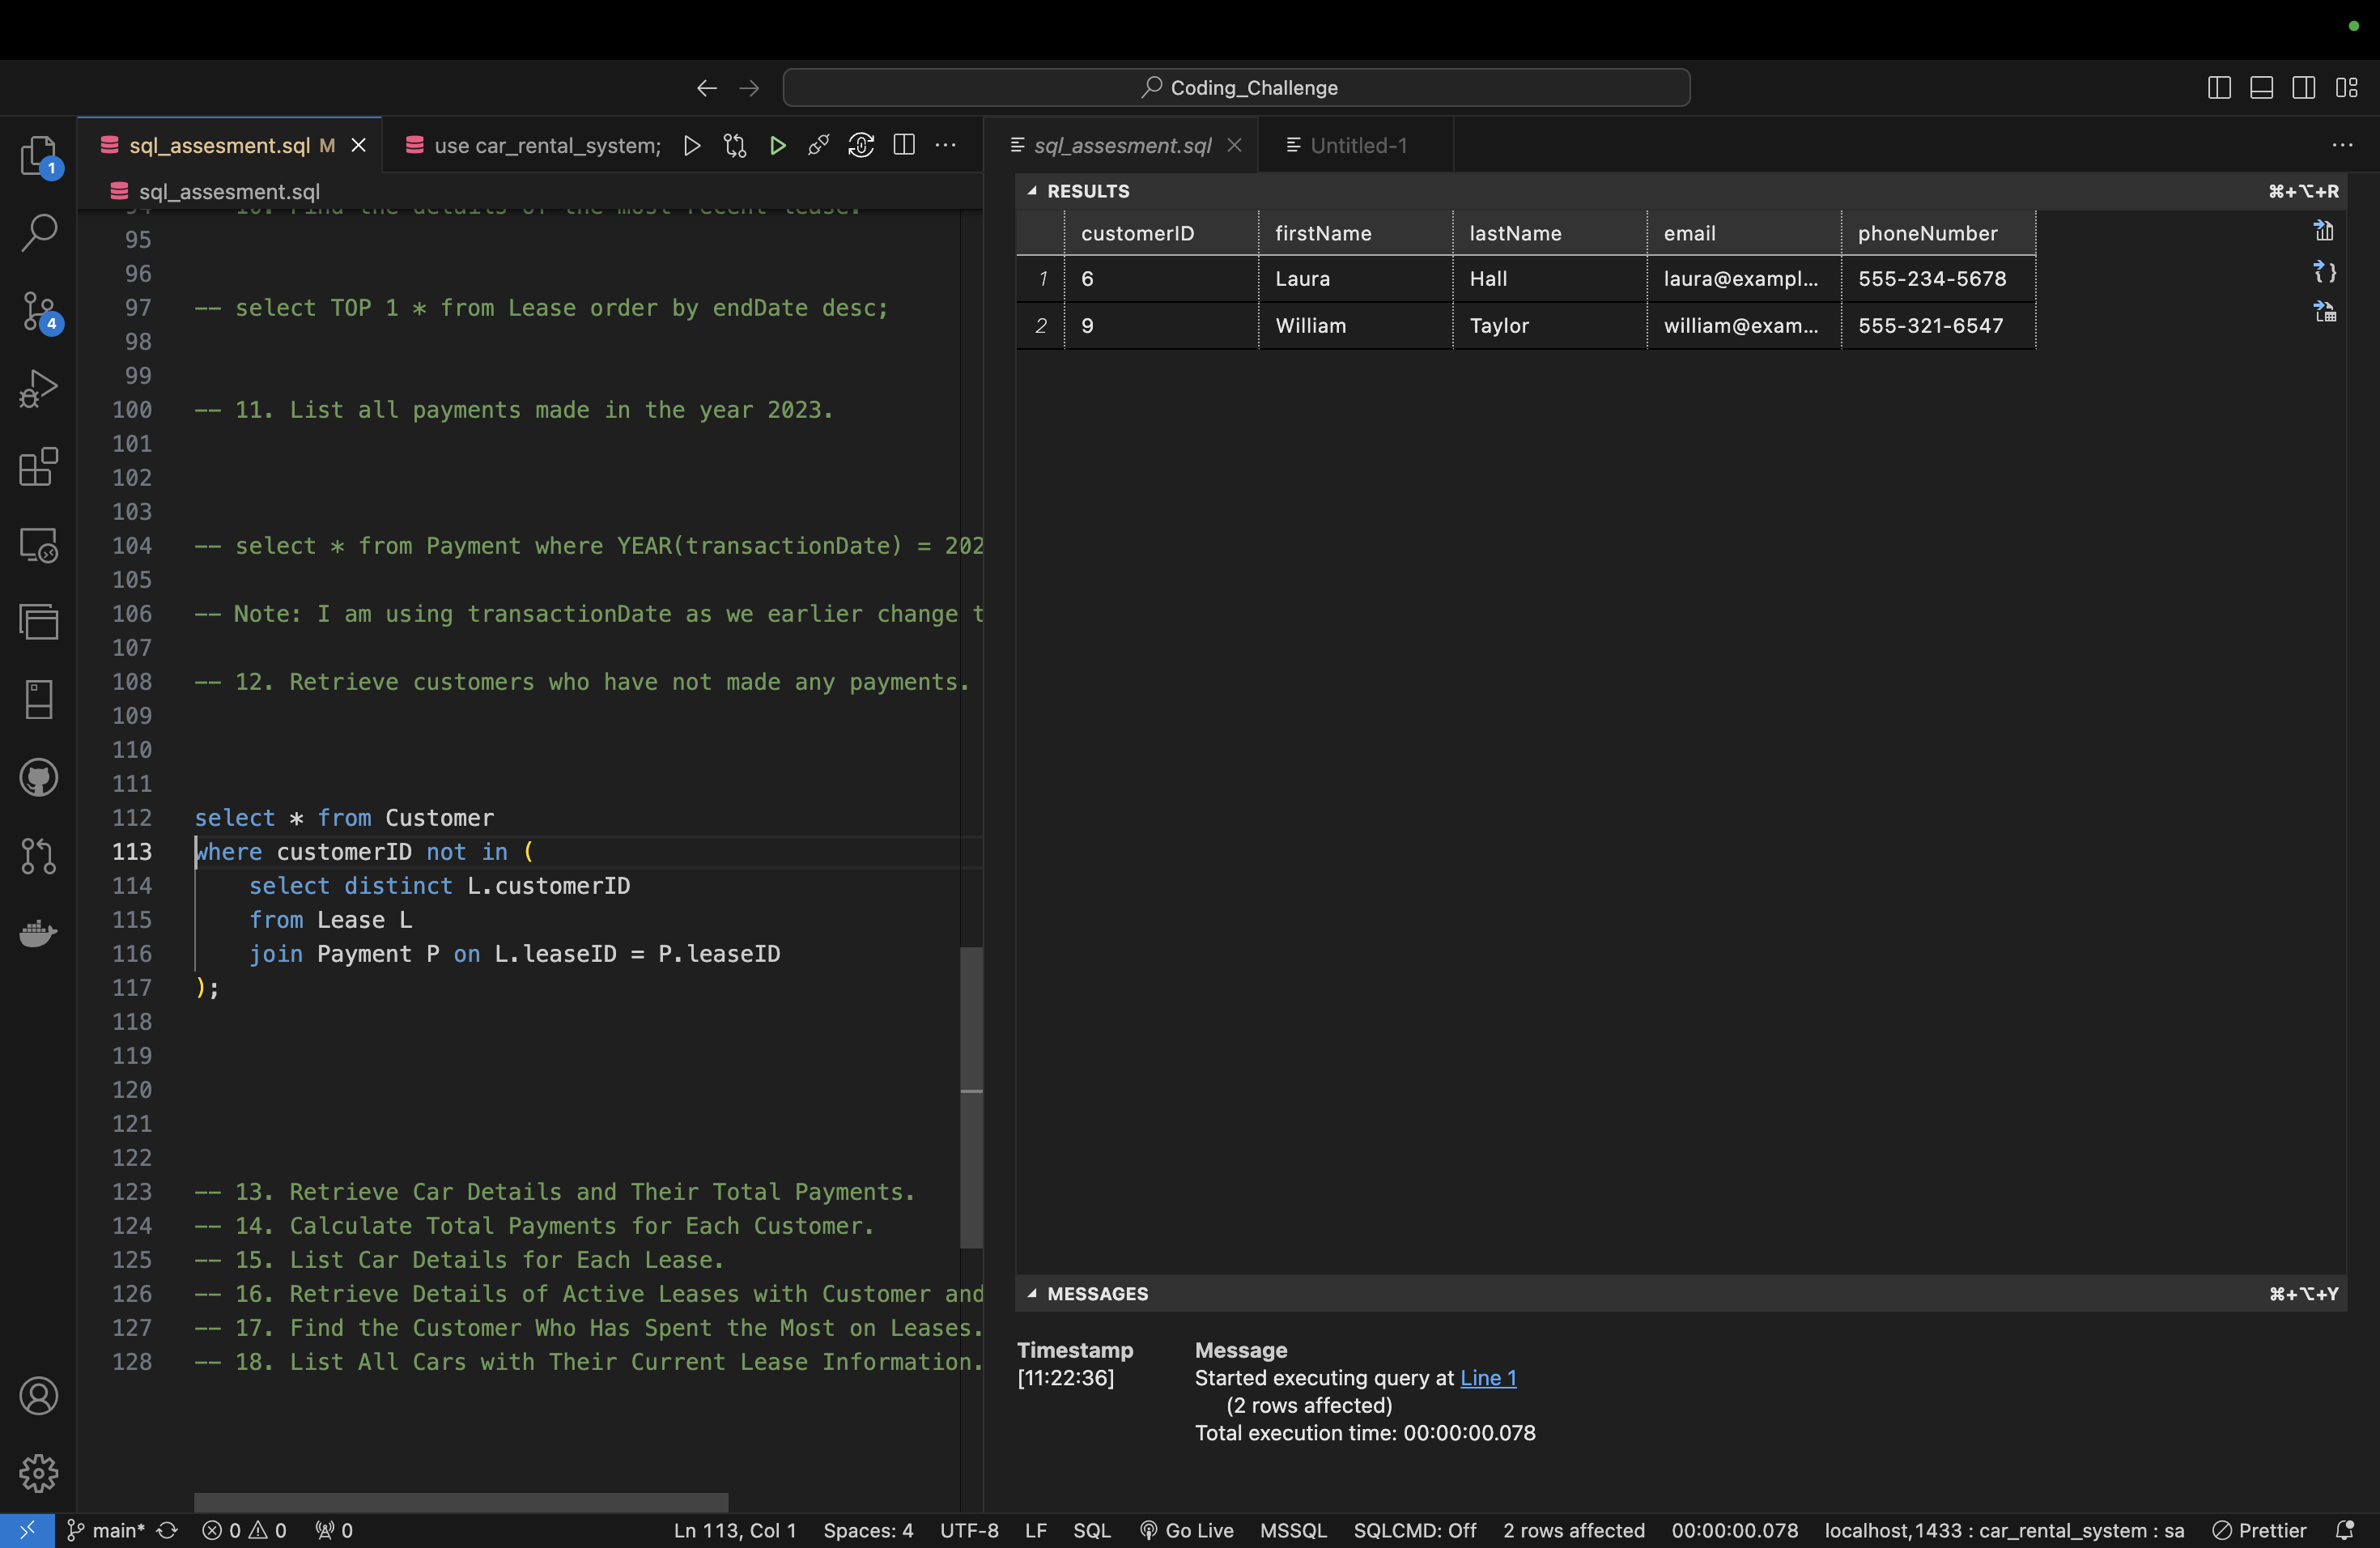 Coding_Challenge
sql_assesment.sql M
use car_rental_system;
sql_assesment.sql
Untitled-1
sql_assesment.sql
94 -- 10. Find the details of the most recent lease.
95
96
97 -- select TOP 1 * from Lease order by endDate desc;
98
99
100 -- 11. List all payments made in the year 2023.
101
102
103
104 -- select * from Payment where YEAR(transactionDate) = 202
105
106 -- Note: I am using transactionDate as we earlier change t
107
108 -- 12. Retrieve customers who have not made any payments.
109
110
111
112 select * from Customer
113 where customerID not in (
114 select distinct L.customerID
115 from Lease L
116 join Payment P on L.leaseID = P.leaseID
117 );
118
119
120
121
122
123 -- 13. Retrieve Car Details and Their Total Payments.
124 -- 14. Calculate Total Payments for Each Customer.
125 -- 15. List Car Details for Each Lease.
126 -- 16. Retrieve Details of Active Leases with Customer and
127 -- 17. Find the Customer Who Has Spent the Most on Leases.
128 -- 18. List All Cars with Their Current Lease Information.
1
4
RESULTS ⌘+⌥+R
customerID firstName lastName email phoneNumber
1 6 Laura Hall laura@exampl... 555-234-5678
2 9 William Taylor william@exam... 555-321-6547
MESSAGES ⌘+⌥+Y
Timestamp Message
[11:22:36] Started executing query at Line 1
(2 rows affected)
Total execution time: 00:00:00.078
main* 0 0 0 Ln 113, Col 1 Spaces: 4 UTF-8 LF SQL Go Live MSSQL SQLCMD: Off 2 rows affected 00:00:00.078 localhost,1433 : car_rental_system : sa Prettier